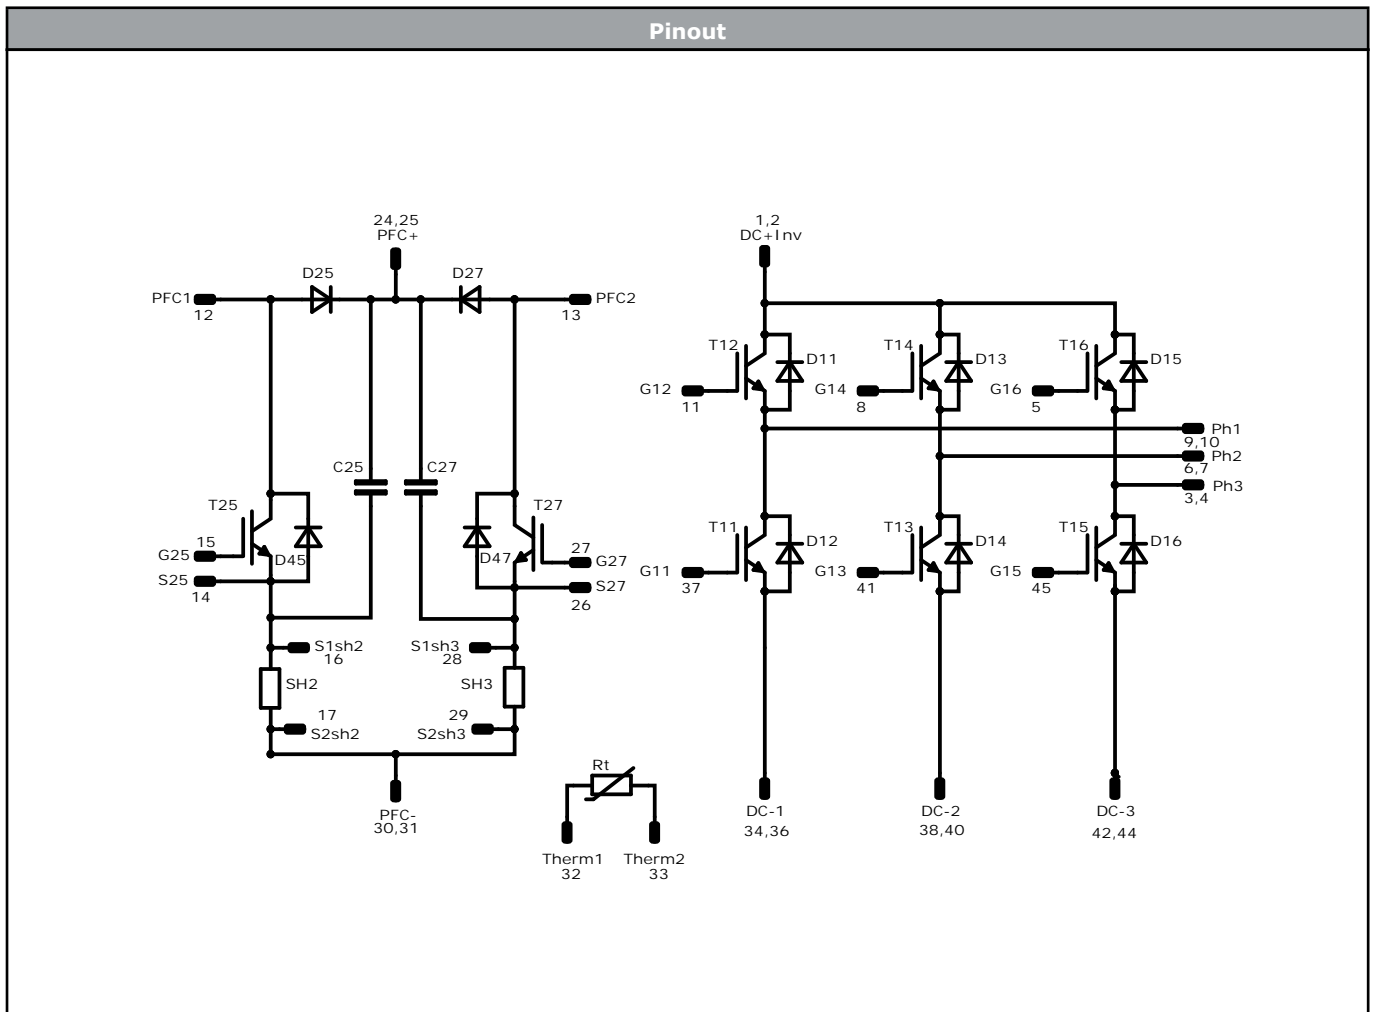 Pinout
24,25
PFC+
1,2
DC+Inv
D25
D27
PFC1
12
PFC2
13
T12
D11
T14
D13
T16
D15
G12
11
G14
8
G16
5
Ph1
9,10
Ph2
6,7
Ph3
3,4
C25
C27
T25
15
G25
D45
S25
14
T27
27
D47
G27
S27
26
T11
D12
T13
D14
T15
D16
G11
37
G13
41
G15
45
S1sh2
16
S1sh3
28
SH2
SH3
17
S2sh2
29
S2sh3
Rt
PFC-
30,31
DC-1
34,36
DC-2
38,40
DC-3
42,44
Therm1
32
Therm2
33